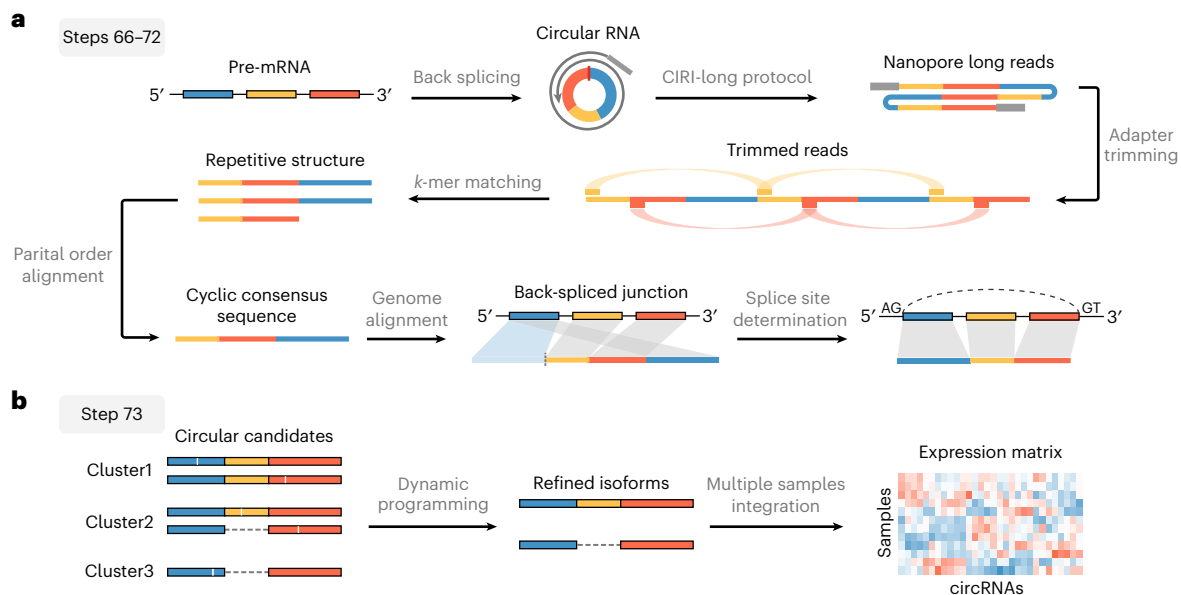 a
Steps 66–72
Pre-mRNA
5′
3′
Back splicing
Circular RNA
CIRI-long protocol
Nanopore long reads
Adapter
trimming
Trimmed reads
k-mer matching
Repetitive structure
Parital order
alignment
Cyclic consensus
sequence
Genome
alignment
Back-spliced junction
5′
3′
Splice site
determination
5′
AG
GT
3′
b
Step 73
Circular candidates
Cluster1
Cluster2
Cluster3
Dynamic
programming
Refined isoforms
Multiple samples
integration
Expression matrix
Samples
circRNAs